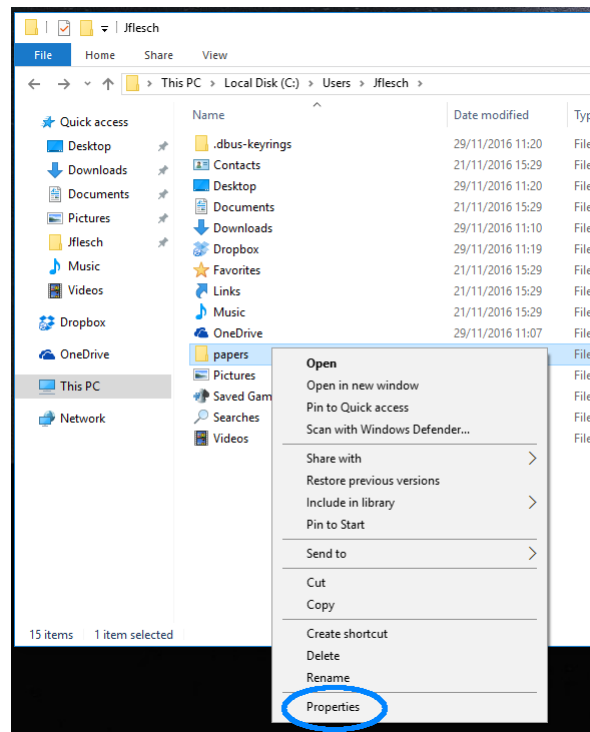 Jflesch
File Home Share View
This PC > Local Disk (C:) > Users > Jflesch >
Name Date modified Typ
Quick access
Desktop
Downloads
Documents
Pictures
Jflesch
Music
Videos
Dropbox
OneDrive
This PC
Network
.dbus-keyrings 29/11/2016 11:20 File
Contacts 21/11/2016 15:29 File
Desktop 29/11/2016 11:20 File
Documents 21/11/2016 15:29 File
Downloads 29/11/2016 11:10 File
Dropbox 29/11/2016 11:19 File
Favorites 21/11/2016 15:29 File
Links 21/11/2016 15:29 File
Music 21/11/2016 15:29 File
OneDrive 29/11/2016 11:07 File
papers File
Pictures File
Saved Gam File
Searches File
Videos File
Open
Open in new window
Pin to Quick access
Scan with Windows Defender...
Share with
Restore previous versions
Include in library
Pin to Start
Send to
Cut
Copy
Create shortcut
Delete
Rename
Properties
15 items 1 item selected